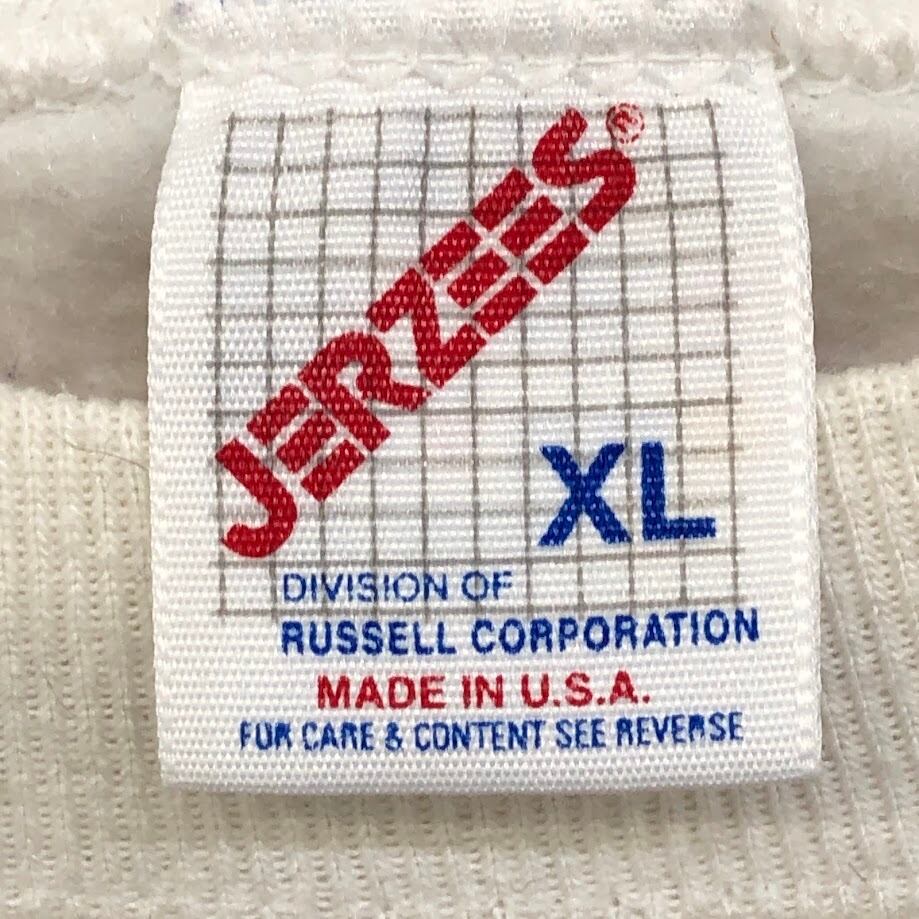 JERZEES®
XL
DIVISION OF
RUSSELL CORPORATION
MADE IN U.S.A.
FOR CARE & CONTENT SEE REVERSE